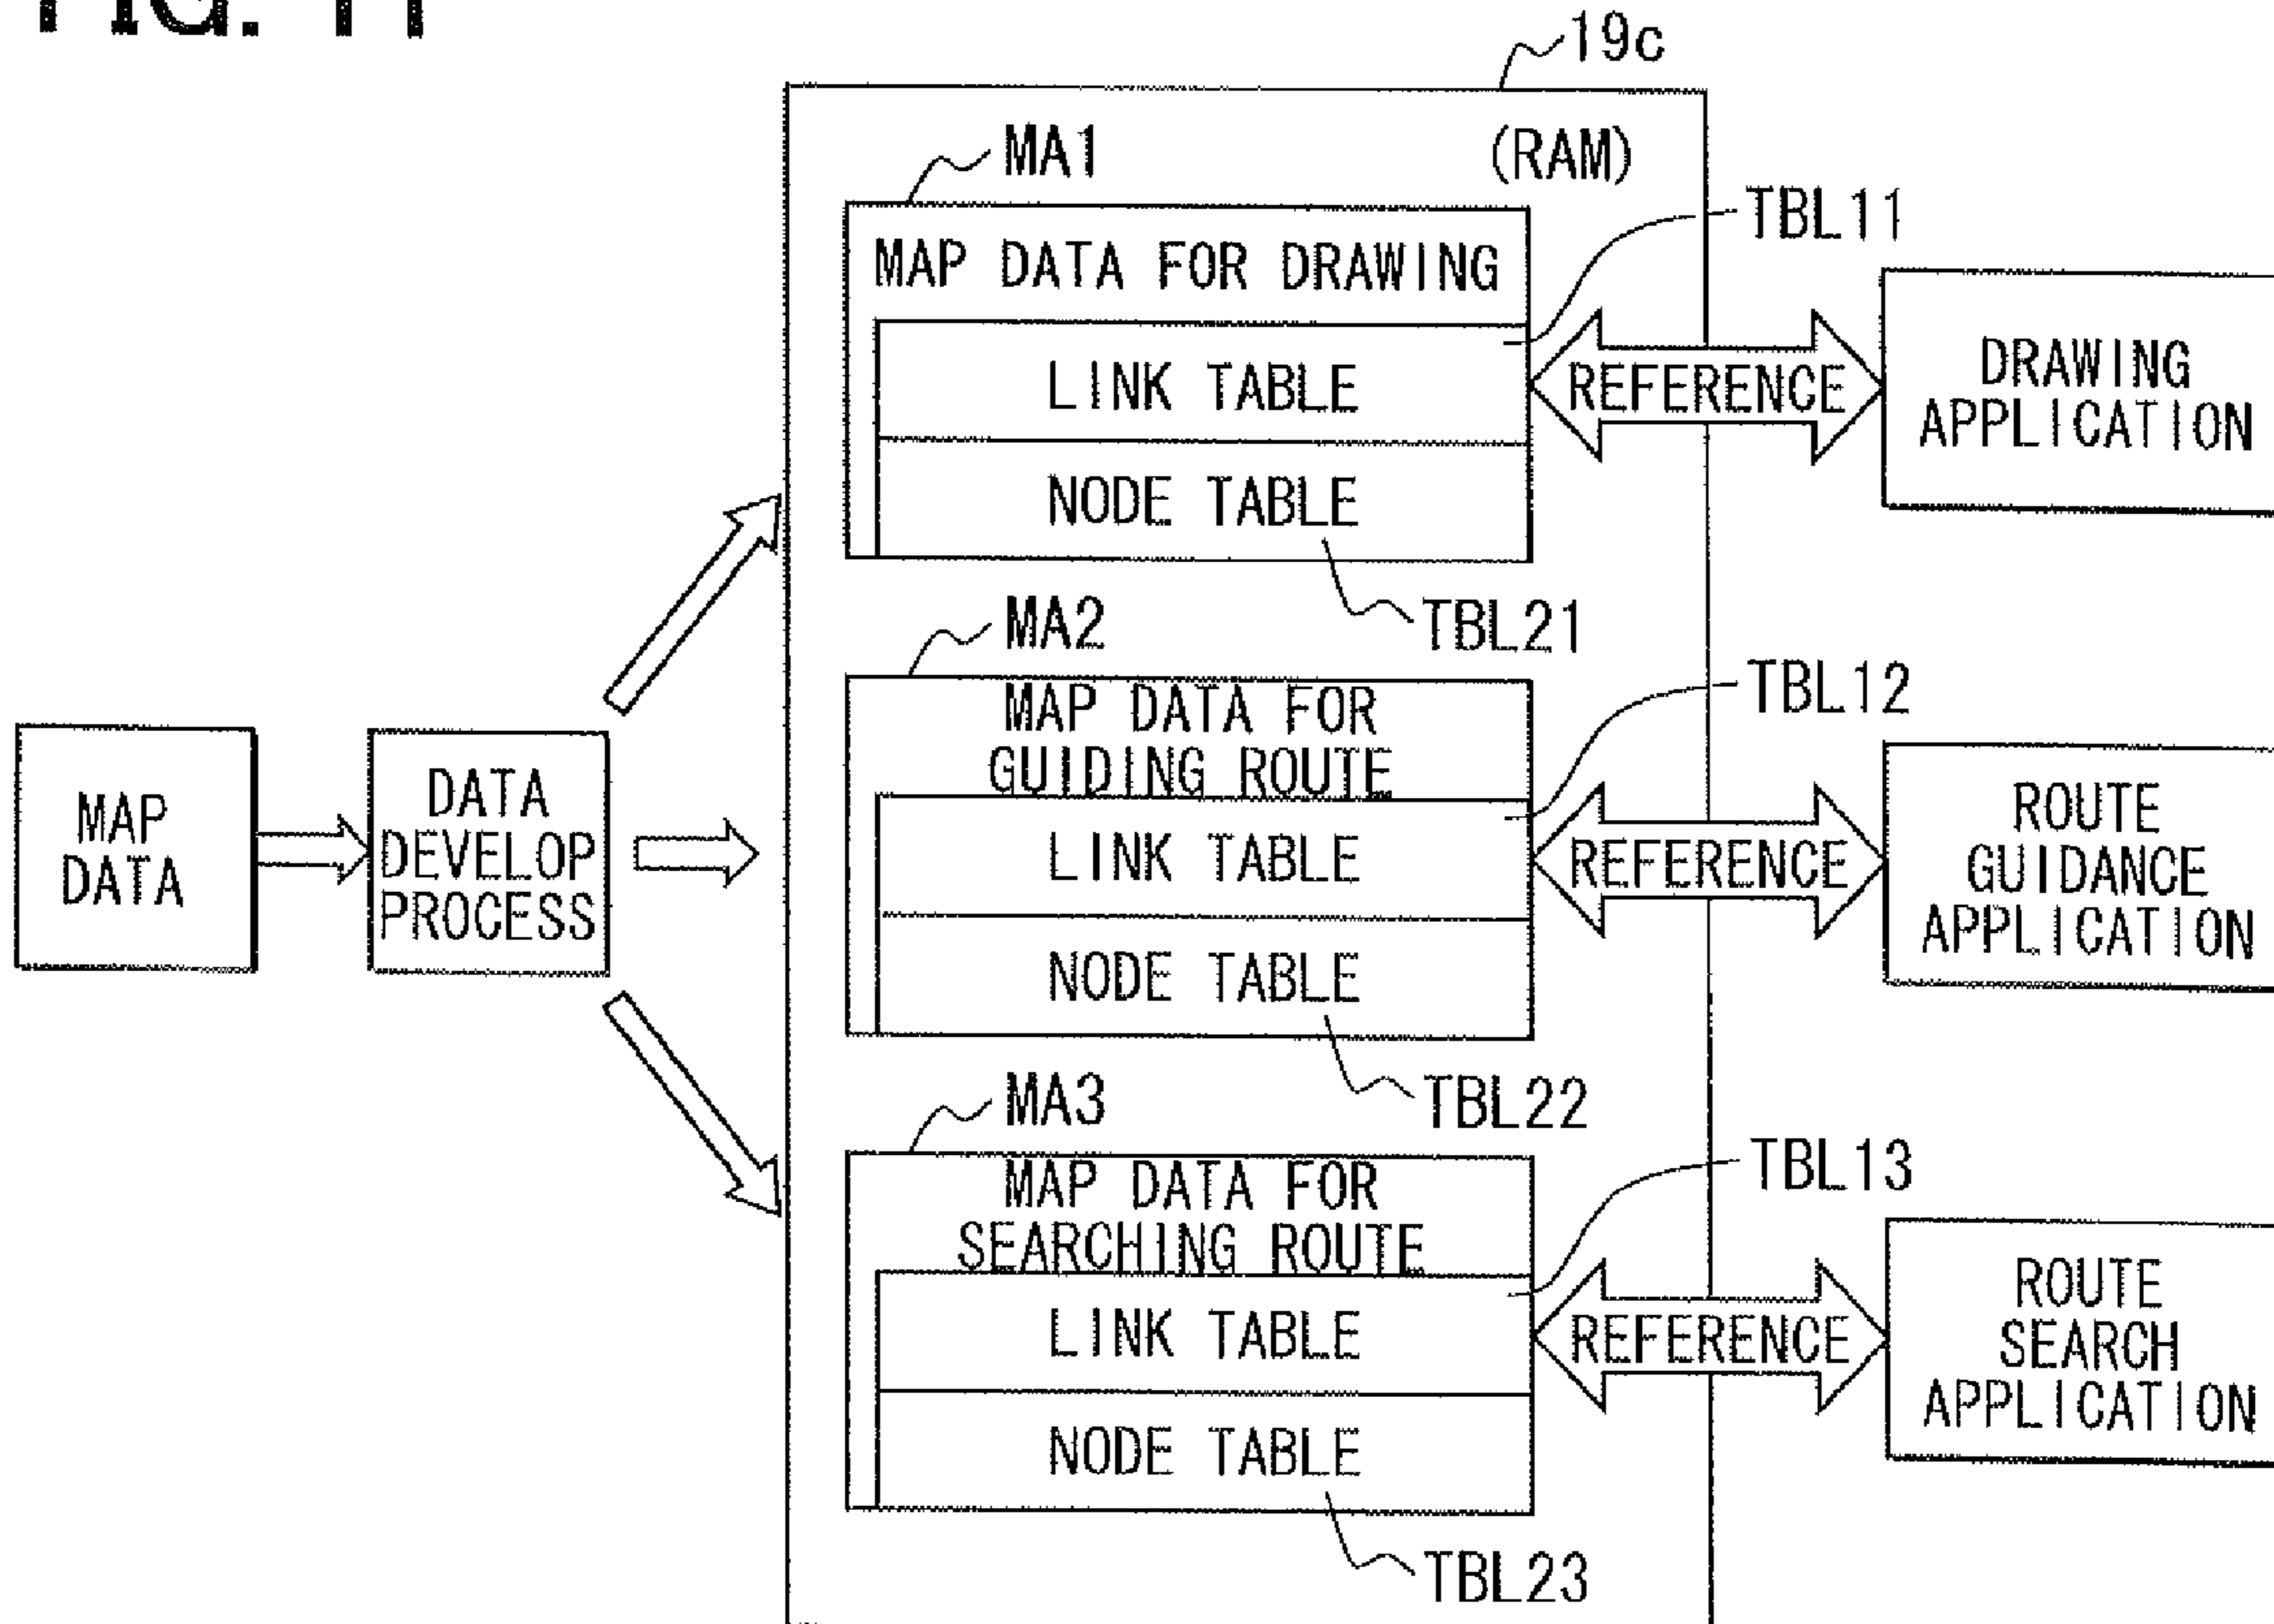 FIG. 11
19c
(RAM)
MA1
MAP DATA FOR DRAWING
LINK TABLE
NODE TABLE
TBL11
TBL21
REFERENCE
DRAWING
APPLICATION
MAP
DATA
DATA
DEVELOP
PROCESS
MA2
MAP DATA FOR
GUIDING ROUTE
LINK TABLE
NODE TABLE
TBL12
TBL22
REFERENCE
ROUTE
GUIDANCE
APPLICATION
MA3
MAP DATA FOR
SEARCHING ROUTE
LINK TABLE
NODE TABLE
TBL13
TBL23
REFERENCE
ROUTE
SEARCH
APPLICATION